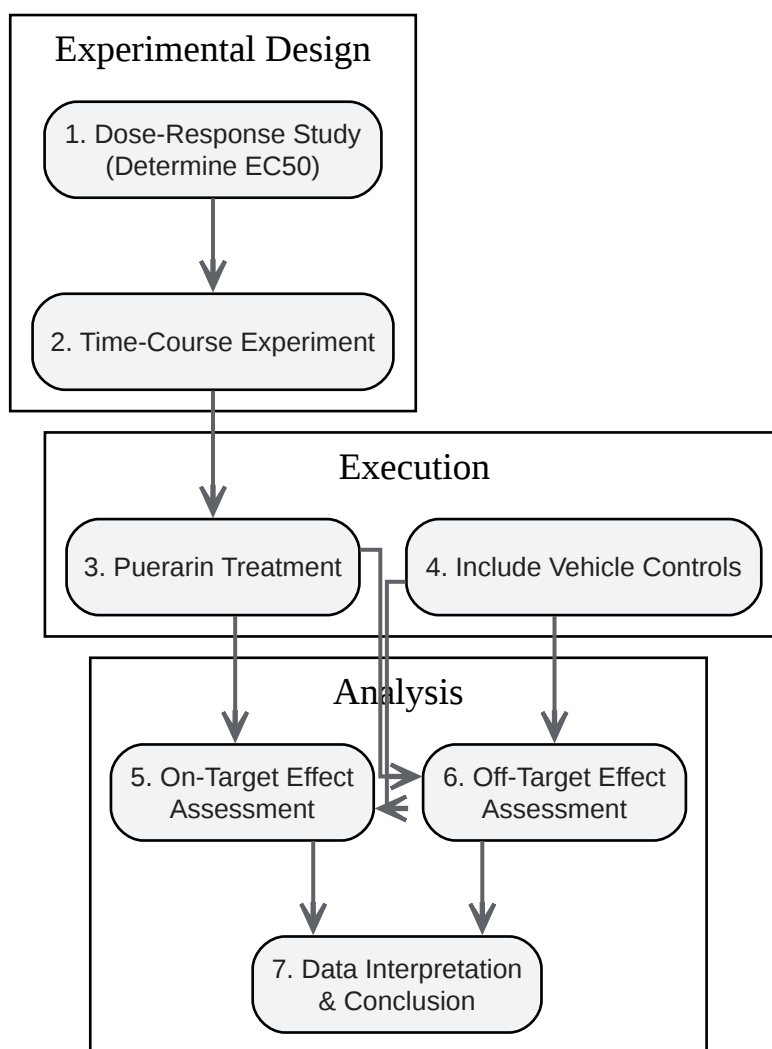 Experimental Design
1. Dose-Response Study
(Determine EC50)
2. Time-Course Experiment
Execution
3. Puerarin Treatment
4. Include Vehicle Controls
Analysis
5. On-Target Effect
Assessment
6. Off-Target Effect
Assessment
7. Data Interpretation
& Conclusion